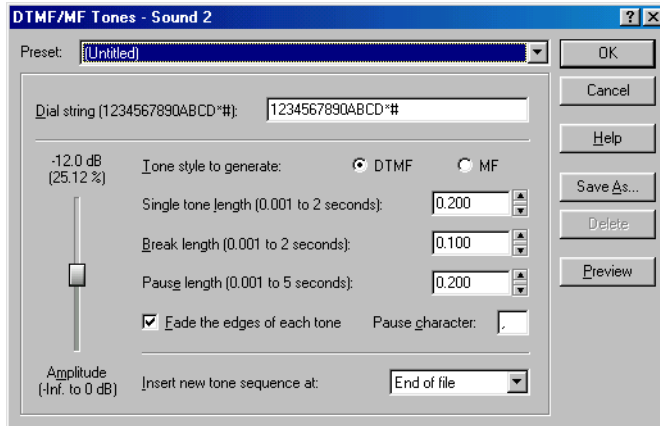 DTMF/MF Tones - Sound 2
Preset: (Untitled)
OK
Cancel
Help
Save As...
Delete
Preview
Dial string (1234567890ABCD*#): 1234567890ABCD*#
-12.0 dB
(25.12 %)
Tone style to generate: DTMF MF
Single tone length (0.001 to 2 seconds): 0.200
Break length (0.001 to 2 seconds): 0.100
Pause length (0.001 to 5 seconds): 0.200
Fade the edges of each tone Pause character: ,
Amplitude
(-Inf. to 0 dB)
Insert new tone sequence at: End of file